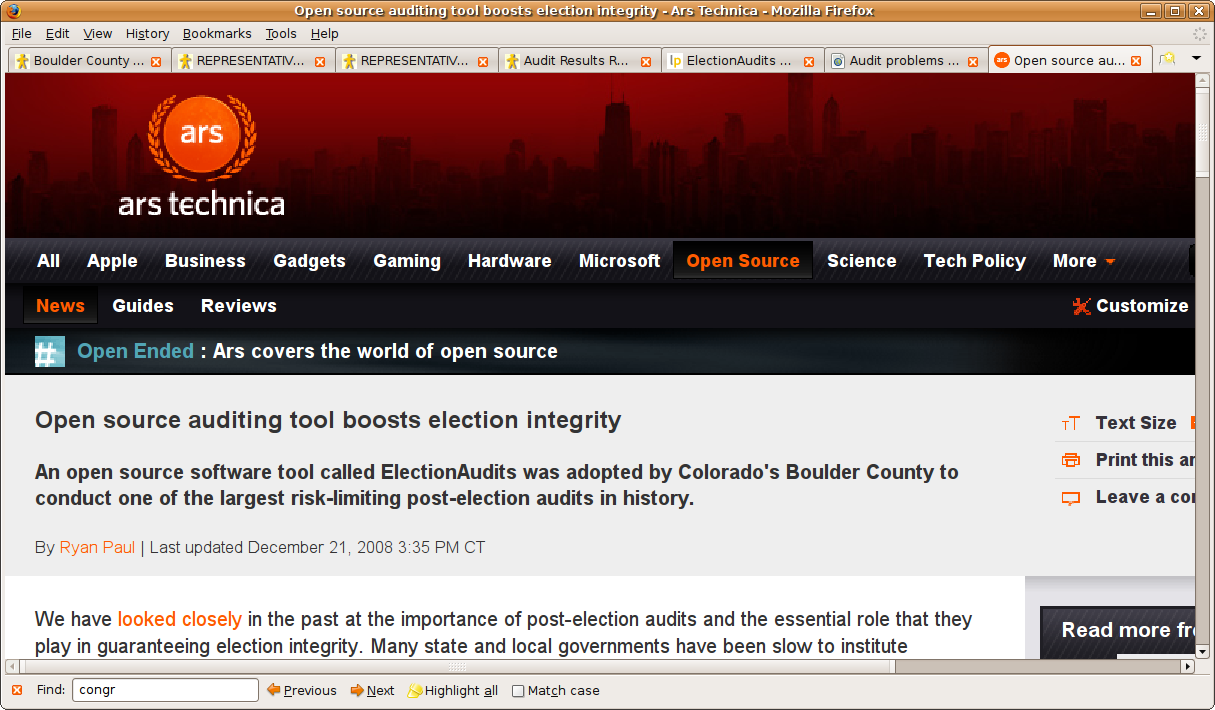 Open source auditing tool boosts election integrity - Ars Technica - Mozilla Firefox
File Edit View History Bookmarks Tools Help
Boulder County ... REPRESENTATIV... REPRESENTATIV... Audit Results R... lp ElectionAudits ... Audit problems ... ars Open source au...
ars
ars technica
All Apple Business Gadgets Gaming Hardware Microsoft Open Source Science Tech Policy More
News Guides Reviews Customize
# Open Ended : Ars covers the world of open source
Open source auditing tool boosts election integrity
An open source software tool called ElectionAudits was adopted by Colorado's Boulder County to
conduct one of the largest risk-limiting post-election audits in history.
By Ryan Paul | Last updated December 21, 2008 3:35 PM CT
TT Text Size
Print this ar
Leave a cor
We have looked closely in the past at the importance of post-election audits and the essential role that they
play in guaranteeing election integrity. Many state and local governments have been slow to institute
Read more fr
Find: congr Previous Next Highlight all Match case